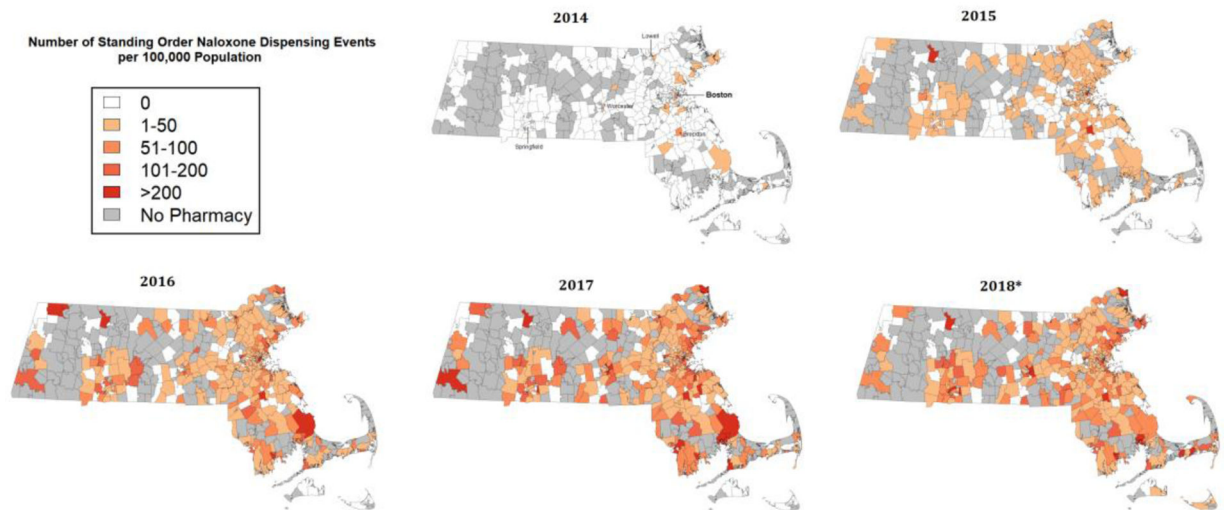 Number of Standing Order Naloxone Dispensing Events
per 100,000 Population
0
1-50
51-100
101-200
>200
No Pharmacy
2014
Lowell
Boston
Worcester
Brockton
Springfield
2015
2016
2017
2018*